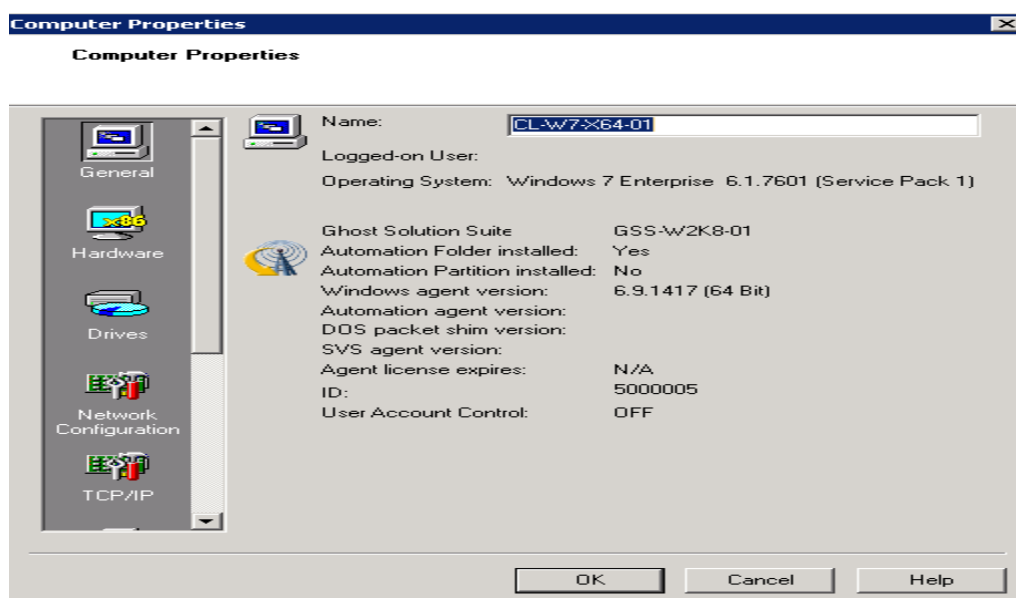 Computer Properties
Computer Properties
General
x86
Hardware
Drives
Network
Configuration
TCP/IP
Name: CL-W7-X64-01
Logged-on User:
Operating System: Windows 7 Enterprise 6.1.7601 (Service Pack 1)
Ghost Solution Suite GSS-W2K8-01
Automation Folder installed: Yes
Automation Partition installed: No
Windows agent version: 6.9.1417 (64 Bit)
Automation agent version:
DOS packet shim version:
SVS agent version:
Agent license expires: N/A
ID: 5000005
User Account Control: OFF
OK Cancel Help